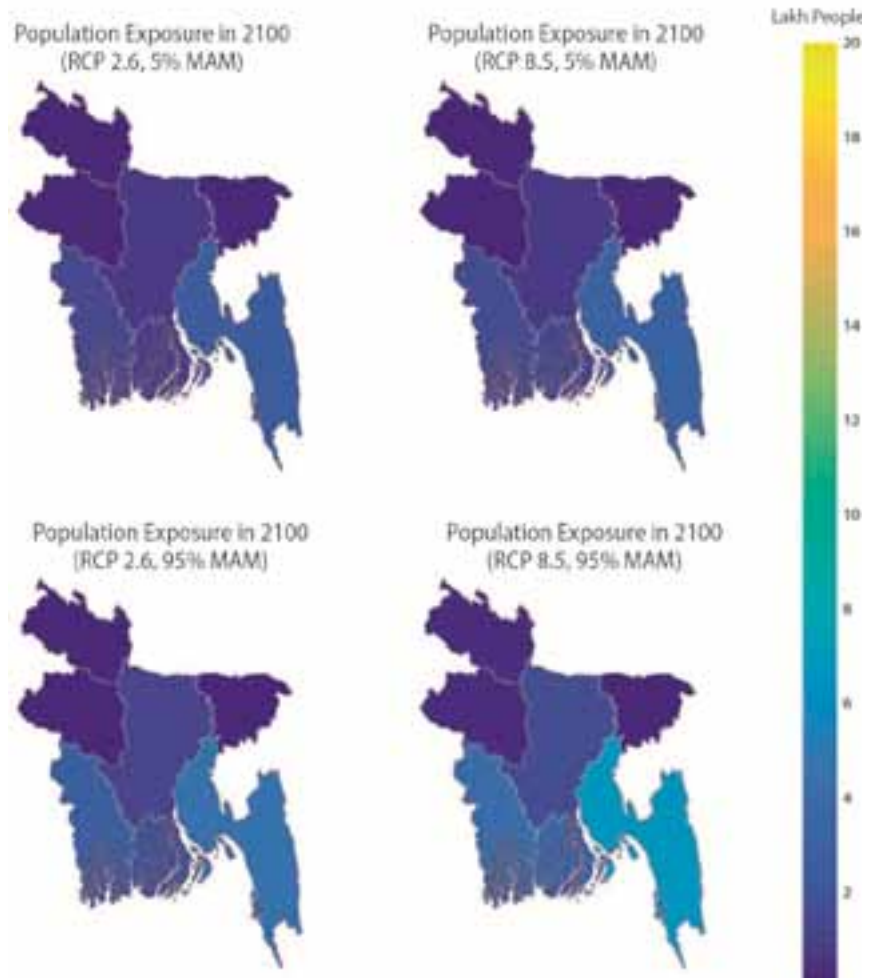 Population Exposure in 2100
(RCP 2.6, 5% MAM)
Population Exposure in 2100
(RCP 8.5, 5% MAM)
Lakh People
20
18
16
14
12
10
8
6
4
2
Population Exposure in 2100
(RCP 2.6, 95% MAM)
Population Exposure in 2100
(RCP 8.5, 95% MAM)